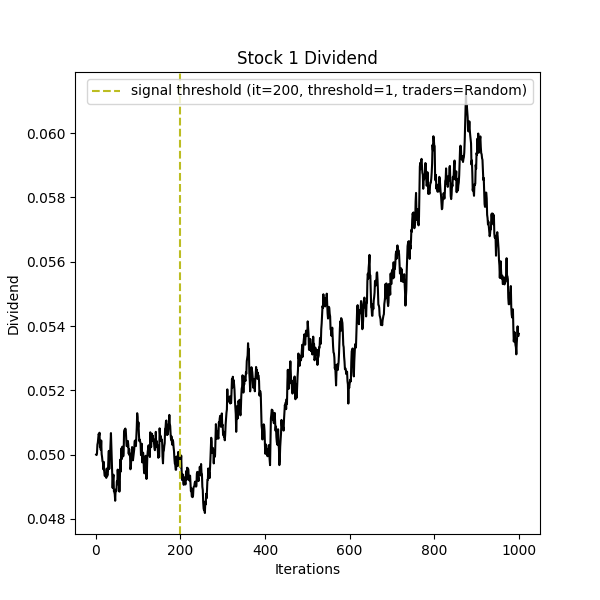 Stock 1 Dividend
signal threshold (it=200, threshold=1, traders=Random)
0.060
0.058
0.056
0.054
0.052
0.050
0.048
Dividend
0 200 400 600 800 1000
Iterations